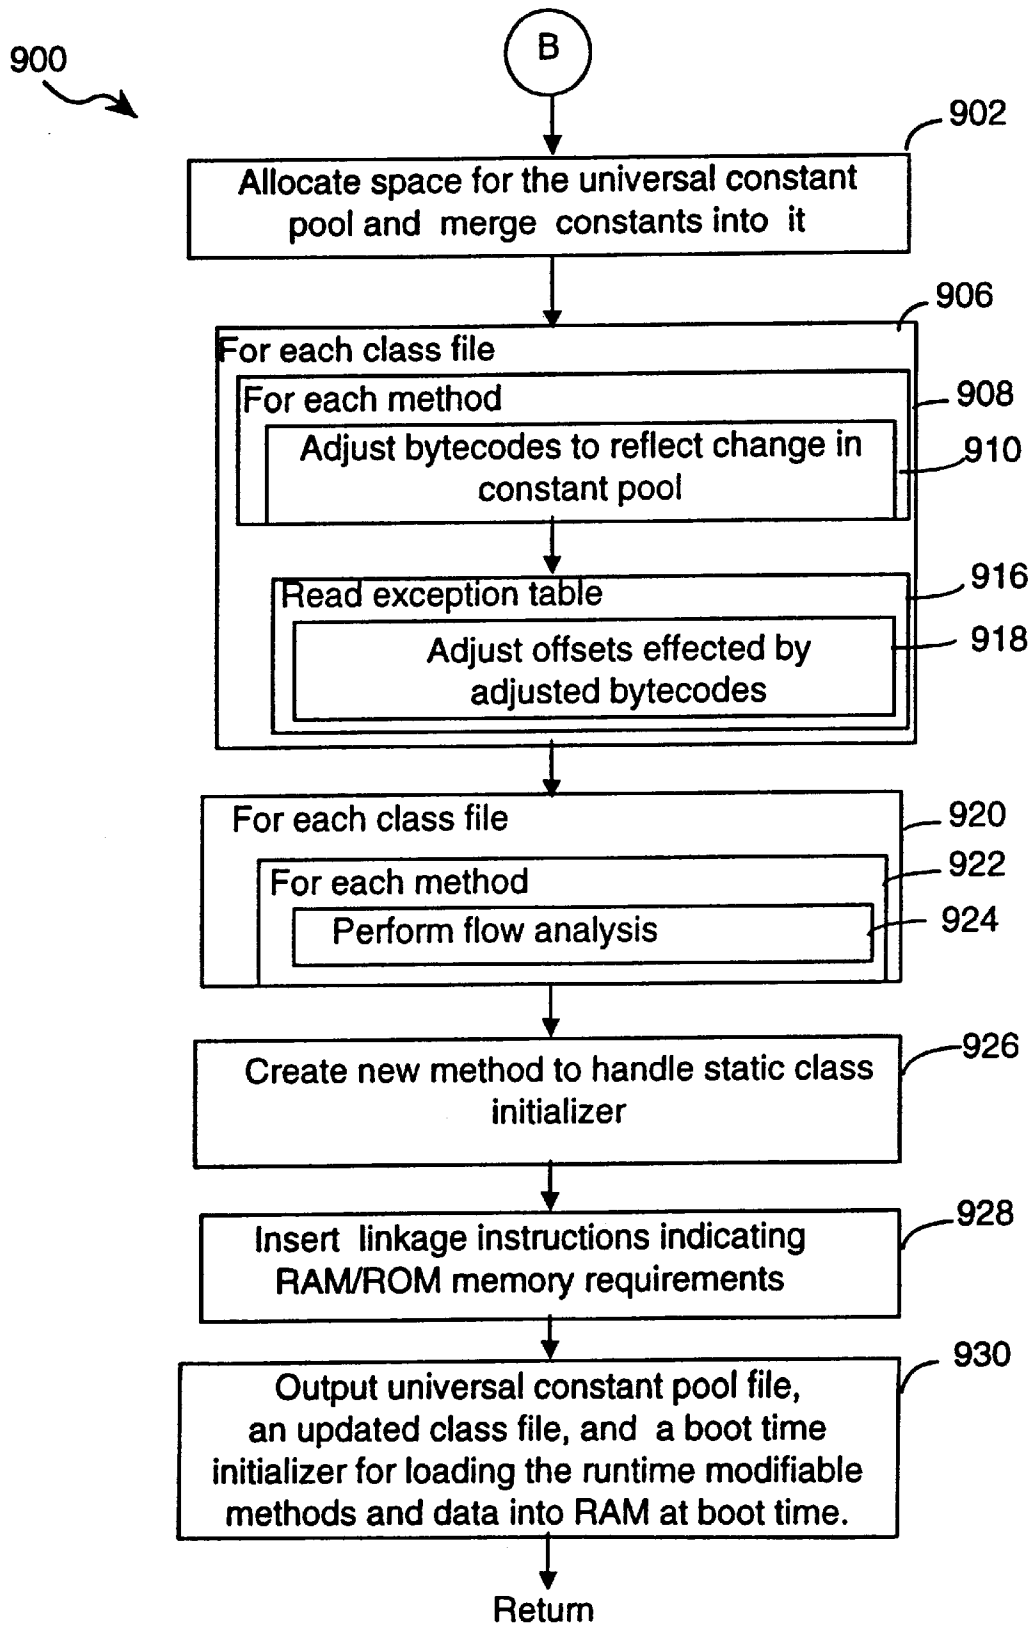 B
900
902
Allocate space for the universal constant
pool and merge constants into it
906
For each class file
908
For each method
910
Adjust bytecodes to reflect change in
constant pool
916
Read exception table
918
Adjust offsets effected by
adjusted bytecodes
920
For each class file
922
For each method
924
Perform flow analysis
926
Create new method to handle static class
initializer
928
Insert linkage instructions indicating
RAM/ROM memory requirements
930
Output universal constant pool file,
an updated class file, and a boot time
initializer for loading the runtime modifiable
methods and data into RAM at boot time.
Return